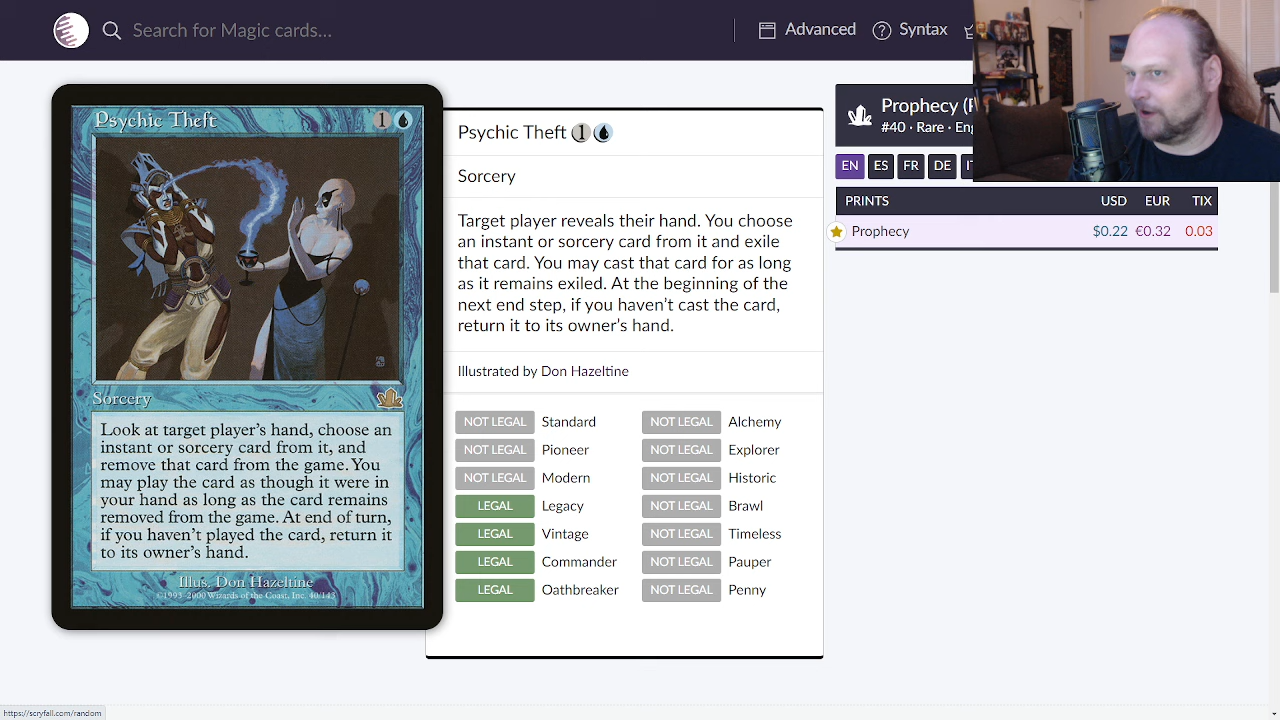 Search for Magic cards...
Advanced
Syntax
Psychic Theft 1
Sorcery
Look at target player's hand, choose an
instant or sorcery card from it, and
remove that card from the game. You
may play the card as though it were in
your hand as long as the card remains
removed from the game. At end of turn,
if you haven't played the card, return it
to its owner's hand.
Illus. Don Hazeltine
©1993-2000 Wizards of the Coast, Inc. 40/143
Psychic Theft 1
Sorcery
Target player reveals their hand. You choose
an instant or sorcery card from it and exile
that card. You may cast that card for as long
as it remains exiled. At the beginning of the
next end step, if you haven't cast the card,
return it to its owner's hand.
Illustrated by Don Hazeltine
NOT LEGAL Standard NOT LEGAL Alchemy
NOT LEGAL Pioneer NOT LEGAL Explorer
NOT LEGAL Modern NOT LEGAL Historic
LEGAL Legacy NOT LEGAL Brawl
LEGAL Vintage NOT LEGAL Timeless
LEGAL Commander NOT LEGAL Pauper
LEGAL Oathbreaker NOT LEGAL Penny
Prophecy (
#40 · Rare · Eng
EN ES FR DE
PRINTS USD EUR TIX
Prophecy $0.22 €0.32 0.03
https://scryfall.com/random